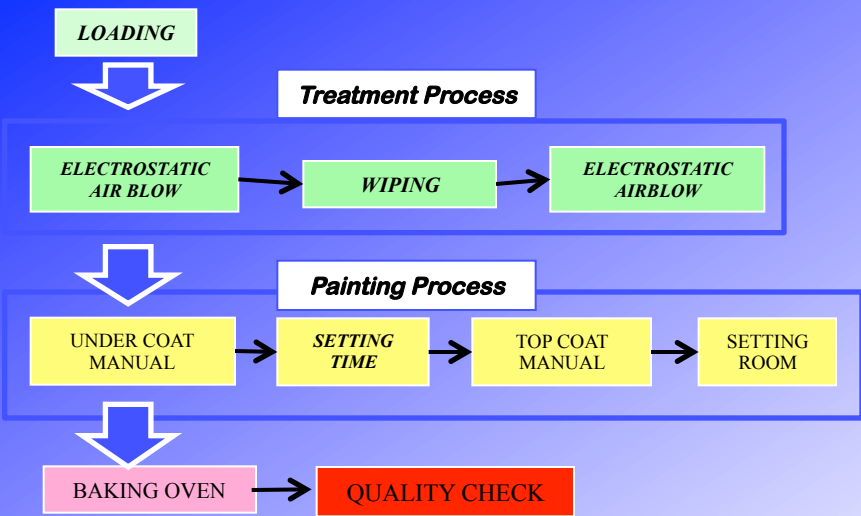 LOADING
Treatment Process
ELECTROSTATIC
AIR BLOW
WIPING
ELECTROSTATIC
AIRBLOW
Painting Process
UNDER COAT
MANUAL
SETTING
TIME
TOP COAT
MANUAL
SETTING
ROOM
BAKING OVEN
QUALITY CHECK